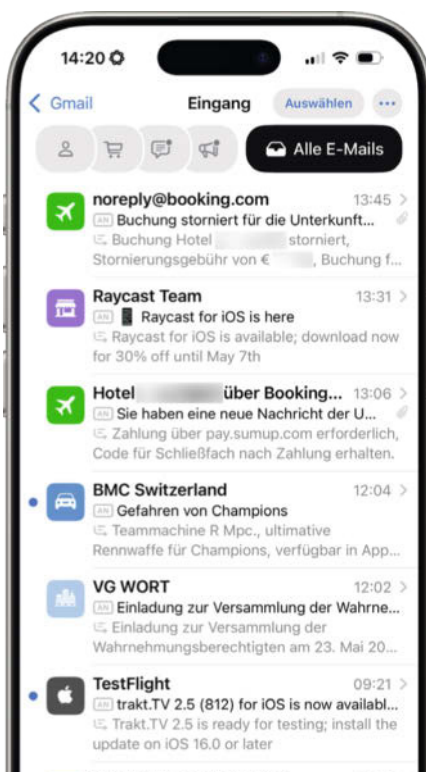 14:20
Gmail
Eingang
Auswählen
Alle E-Mails
noreply@booking.com
13:45
AN Buchung storniert für die Unterkunft...
Buchung Hotel storniert,
Stornierungsgebühr von € , Buchung f...
Raycast Team
13:31
AN Raycast for iOS is here
Raycast for iOS is available; download now
for 30% off until May 7th
Hotel über Booking...
13:06
AN Sie haben eine neue Nachricht der U...
Zahlung über pay.sumup.com erforderlich,
Code für Schließfach nach Zahlung erhalten.
BMC Switzerland
12:04
AN Gefahren von Champions
Teammachine R Mpc., ultimative
Rennwaffe für Champions, verfügbar in App...
VG WORT
12:02
AN Einladung zur Versammlung der Wahrne...
Einladung zur Versammlung der
Wahrnehmungsberechtigten am 23. Mai 20...
TestFlight
09:21
AN trakt.TV 2.5 (812) for iOS is now availabl...
Trakt.TV 2.5 is ready for testing; install the
update on iOS 16.0 or later